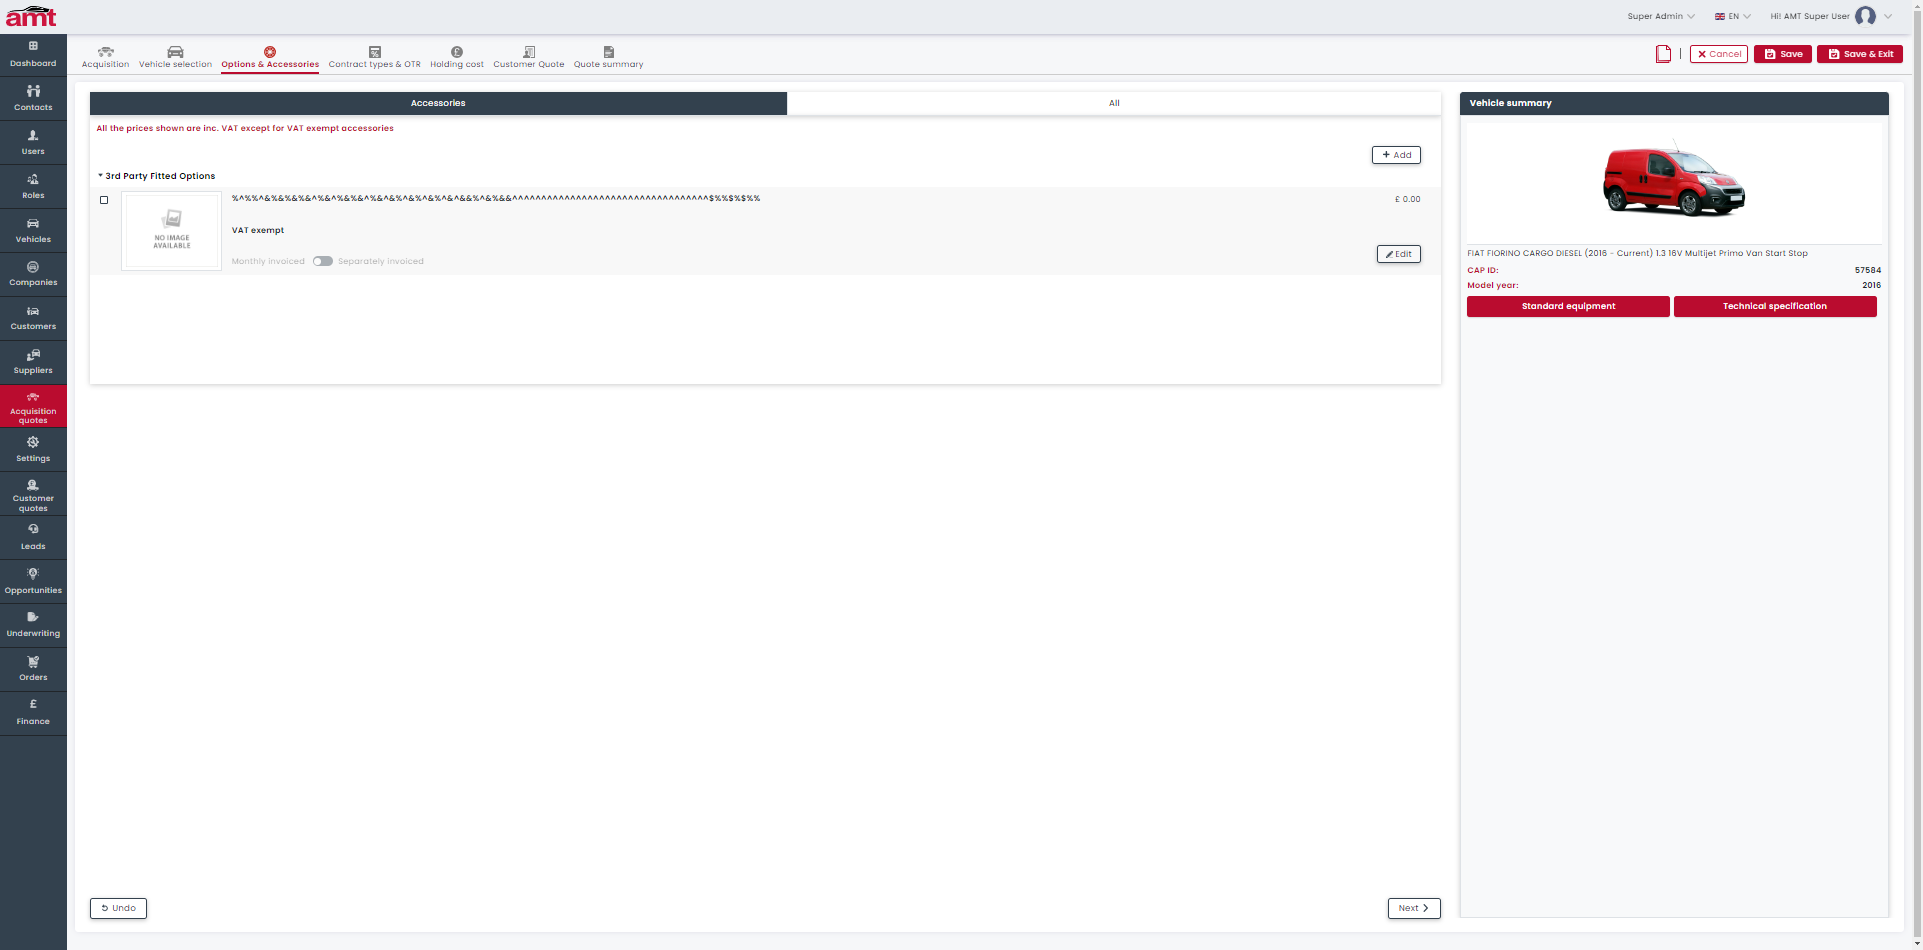 amt
Super Admin
EN
Hi! AMT Super User
Dashboard
Contacts
Users
Roles
Vehicles
Companies
Customers
Suppliers
Acquisition
quotes
Settings
Customer
quotes
Leads
Opportunities
Underwriting
Orders
Finance
Acquisition
Vehicle selection
Options & Accessories
Contract types & OTR
Holding cost
Customer Quote
Quote summary
Cancel
Save
Save & Exit
Accessories
All
All the prices shown are inc. VAT except for VAT exempt accessories
+ Add
3rd Party Fitted Options
NO IMAGE
AVAILABLE
£ 0.00
VAT exempt
Monthly invoiced
Separately invoiced
Edit
Undo
Next
Vehicle summary
FIAT FIORINO CARGO DIESEL (2016 - Current) 1.3 16V Multijet Primo Van Start Stop
CAP ID:
57584
Model year:
2016
Standard equipment
Technical specification